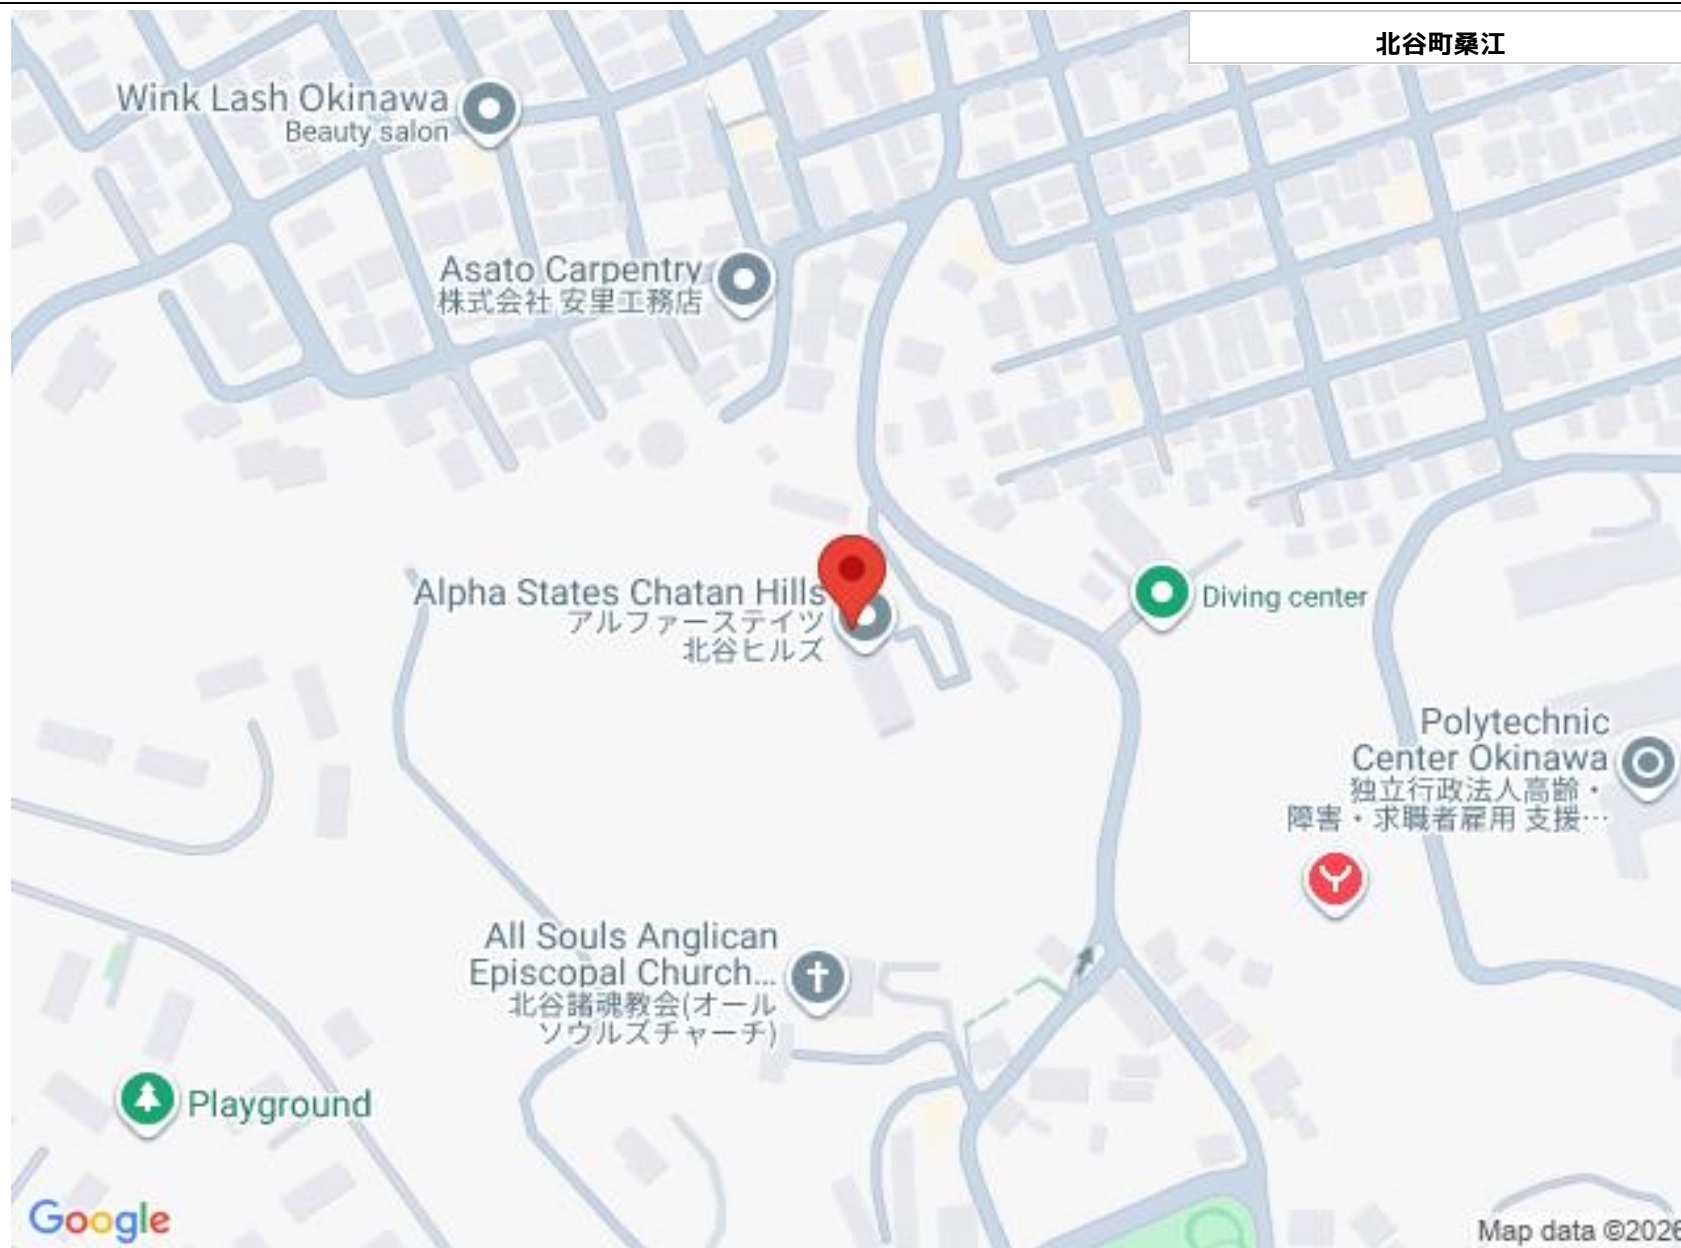 北谷町桑江
Wink Lash Okinawa
Beauty salon
Asato Carpentry
株式会社 安里工務店
Alpha States Chatan Hills
アルファーステイツ
北谷ヒルズ
Diving center
Polytechnic
Center Okinawa
独立行政法人高齢・
障害・求職者雇用 支援…
All Souls Anglican
Episcopal Church...
北谷諸魂教会(オール
ソウルズチャーチ)
Playground
Google
Map data ©2026